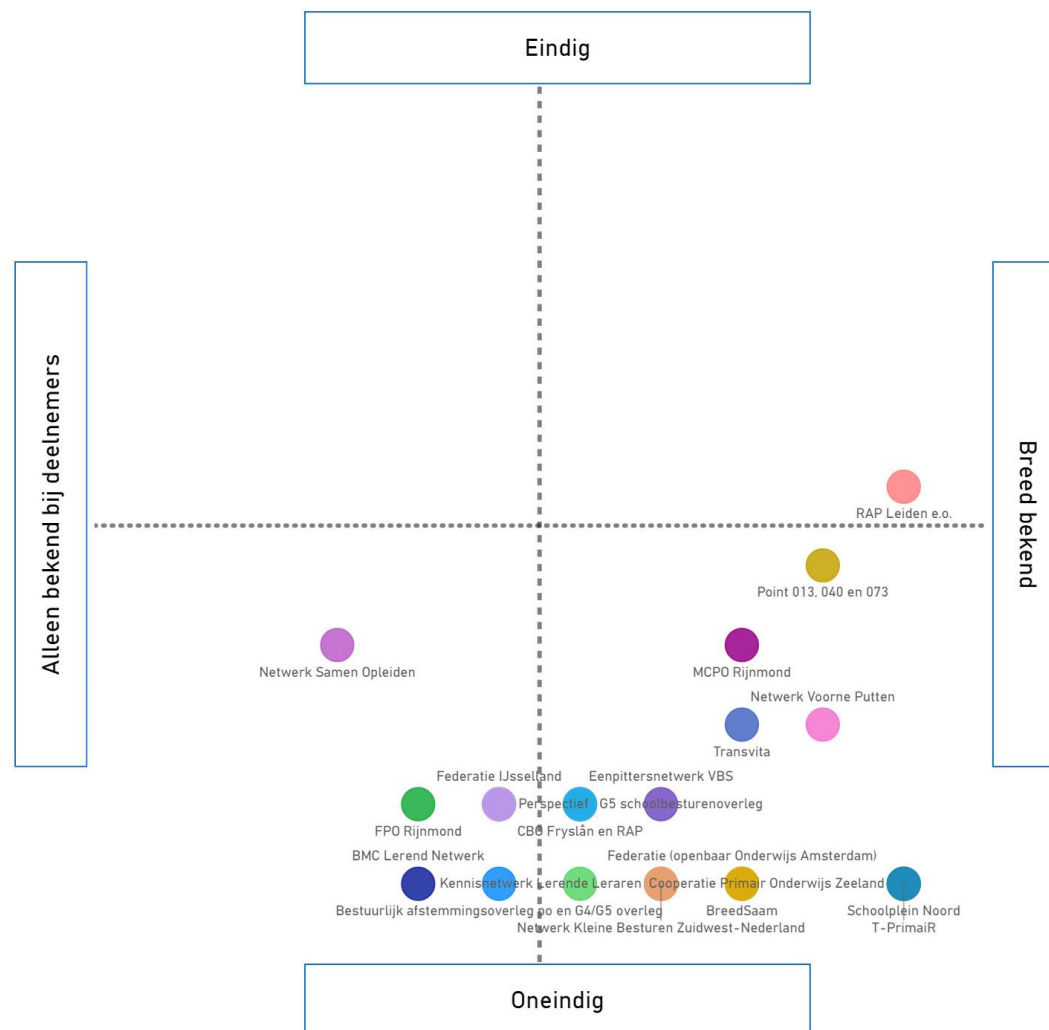 Eindig
Alleen bekend bij deelnemers
Breed bekend
RAP Leiden e.o.
Point 013, 040 en 073
Netwerk Samen Opleiden
MCPO Rijnmond
Netwerk Voorne Putten
Transvita
Federatie IJsselland
Eenpittersnetwerk VBS
Perspectief
G5 schoolbesturenoverleg
FPO Rijnmond
CBO Fryslân en RAP
BMC Lerend Netwerk
Federatie (openbaar Onderwijs Amsterdam)
Kennisnetwerk Lerende Leraren
Cooperatie Primair Onderwijs Zeeland
Bestuurlijk afstemmingsoverleg po en G4/G5 overleg
BreedSaam
Schoolplein Noord
Netwerk Kleine Besturen Zuidwest-Nederland
T-PrimaiR
Oneindig